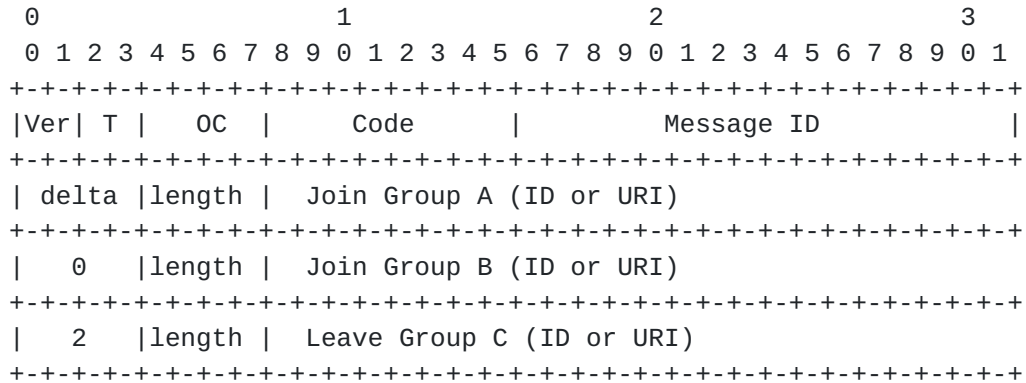 0                   1                   2                   3
 0 1 2 3 4 5 6 7 8 9 0 1 2 3 4 5 6 7 8 9 0 1 2 3 4 5 6 7 8 9 0 1
+-+-+-+-+-+-+-+-+-+-+-+-+-+-+-+-+-+-+-+-+-+-+-+-+-+-+-+-+-+-+-+-+
|Ver| T |   OC  |     Code      |         Message ID            |
+-+-+-+-+-+-+-+-+-+-+-+-+-+-+-+-+-+-+-+-+-+-+-+-+-+-+-+-+-+-+-+-+
| delta |length |  Join Group A (ID or URI)
+-+-+-+-+-+-+-+-+-+-+-+-+-+-+-+-+-+-+-+-+-+-+-+-+-+-+-+-+-+-+-+-+
|   0   |length |  Join Group B (ID or URI)
+-+-+-+-+-+-+-+-+-+-+-+-+-+-+-+-+-+-+-+-+-+-+-+-+-+-+-+-+-+-+-+-+
|   2   |length |  Leave Group C (ID or URI)
+-+-+-+-+-+-+-+-+-+-+-+-+-+-+-+-+-+-+-+-+-+-+-+-+-+-+-+-+-+-+-+-+